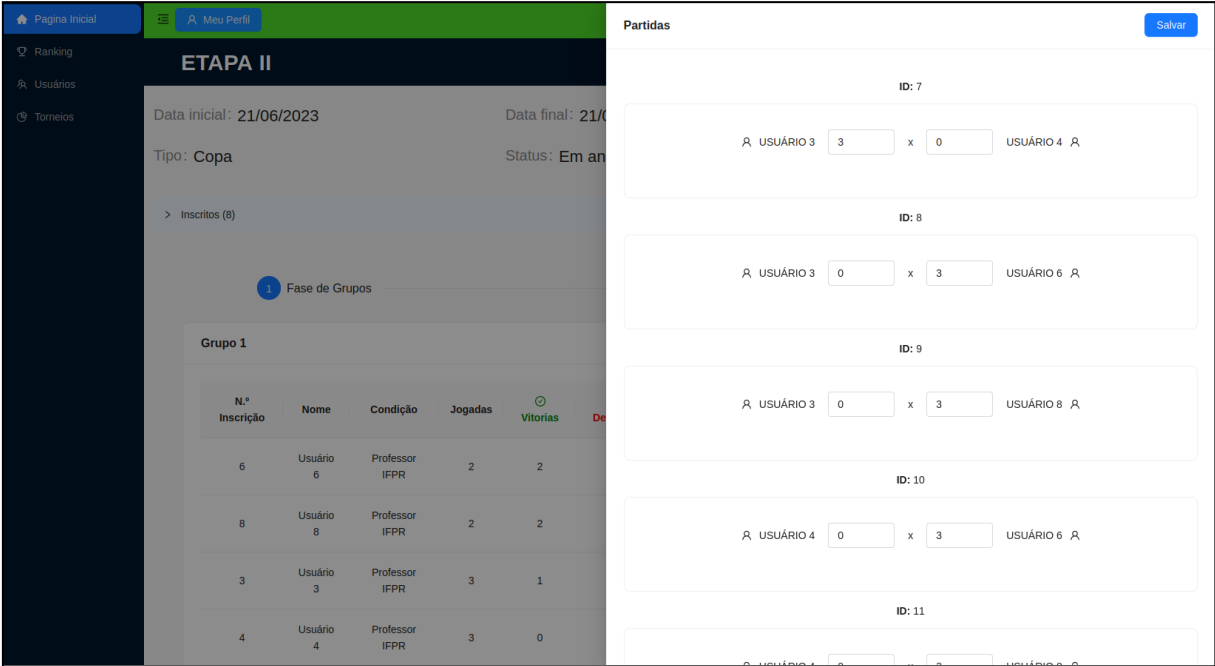 Pagina Inicial
Ranking
Usuários
Torneios
Meu Perfil
ETAPA II
Data inicial: 21/06/2023 Data final: 21/0
Tipo: Copa Status: Em an
Inscritos (8)
1 Fase de Grupos
Grupo 1
N.º Inscrição Nome Condição Jogadas Vitorias De
6 Usuário 6 Professor IFPR 2 2
8 Usuário 8 Professor IFPR 2 2
3 Usuário 3 Professor IFPR 3 1
4 Usuário 4 Professor IFPR 3 0
Partidas Salvar
ID: 7
USUÁRIO 3 3 x 0 USUÁRIO 4
ID: 8
USUÁRIO 3 0 x 3 USUÁRIO 6
ID: 9
USUÁRIO 3 0 x 3 USUÁRIO 8
ID: 10
USUÁRIO 4 0 x 3 USUÁRIO 6
ID: 11